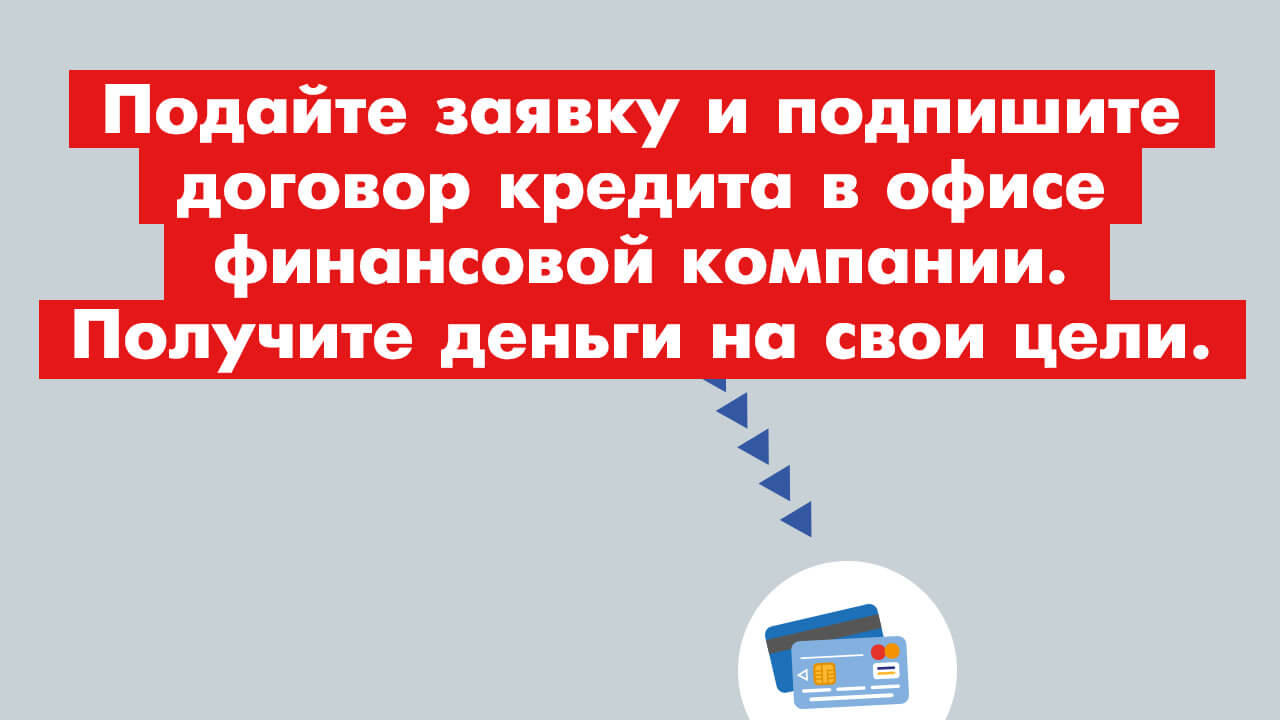 Подайте заявку и подпишите
договор кредита в офисе
финансовой компании.
Получите деньги на свои цели.